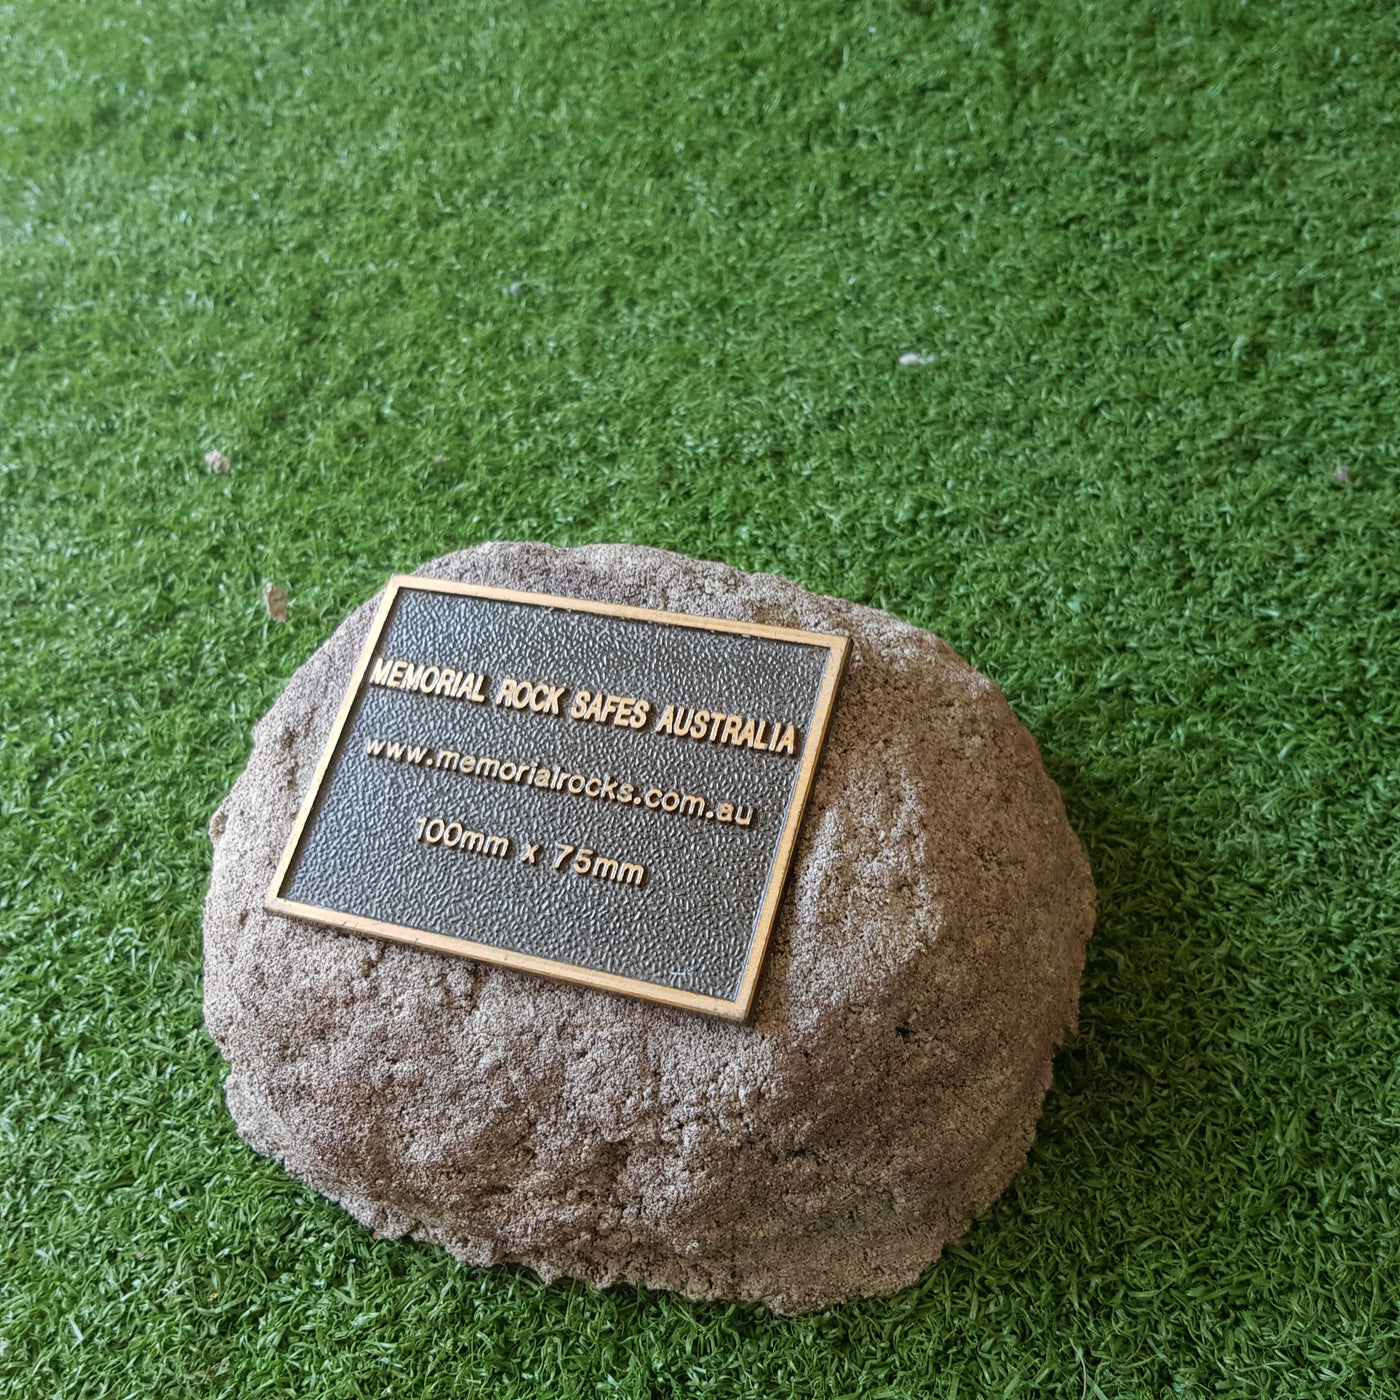 MEMORIAL ROCK SAFES AUSTRALIA
www.memorialrocks.com.au
100mm x 75mm